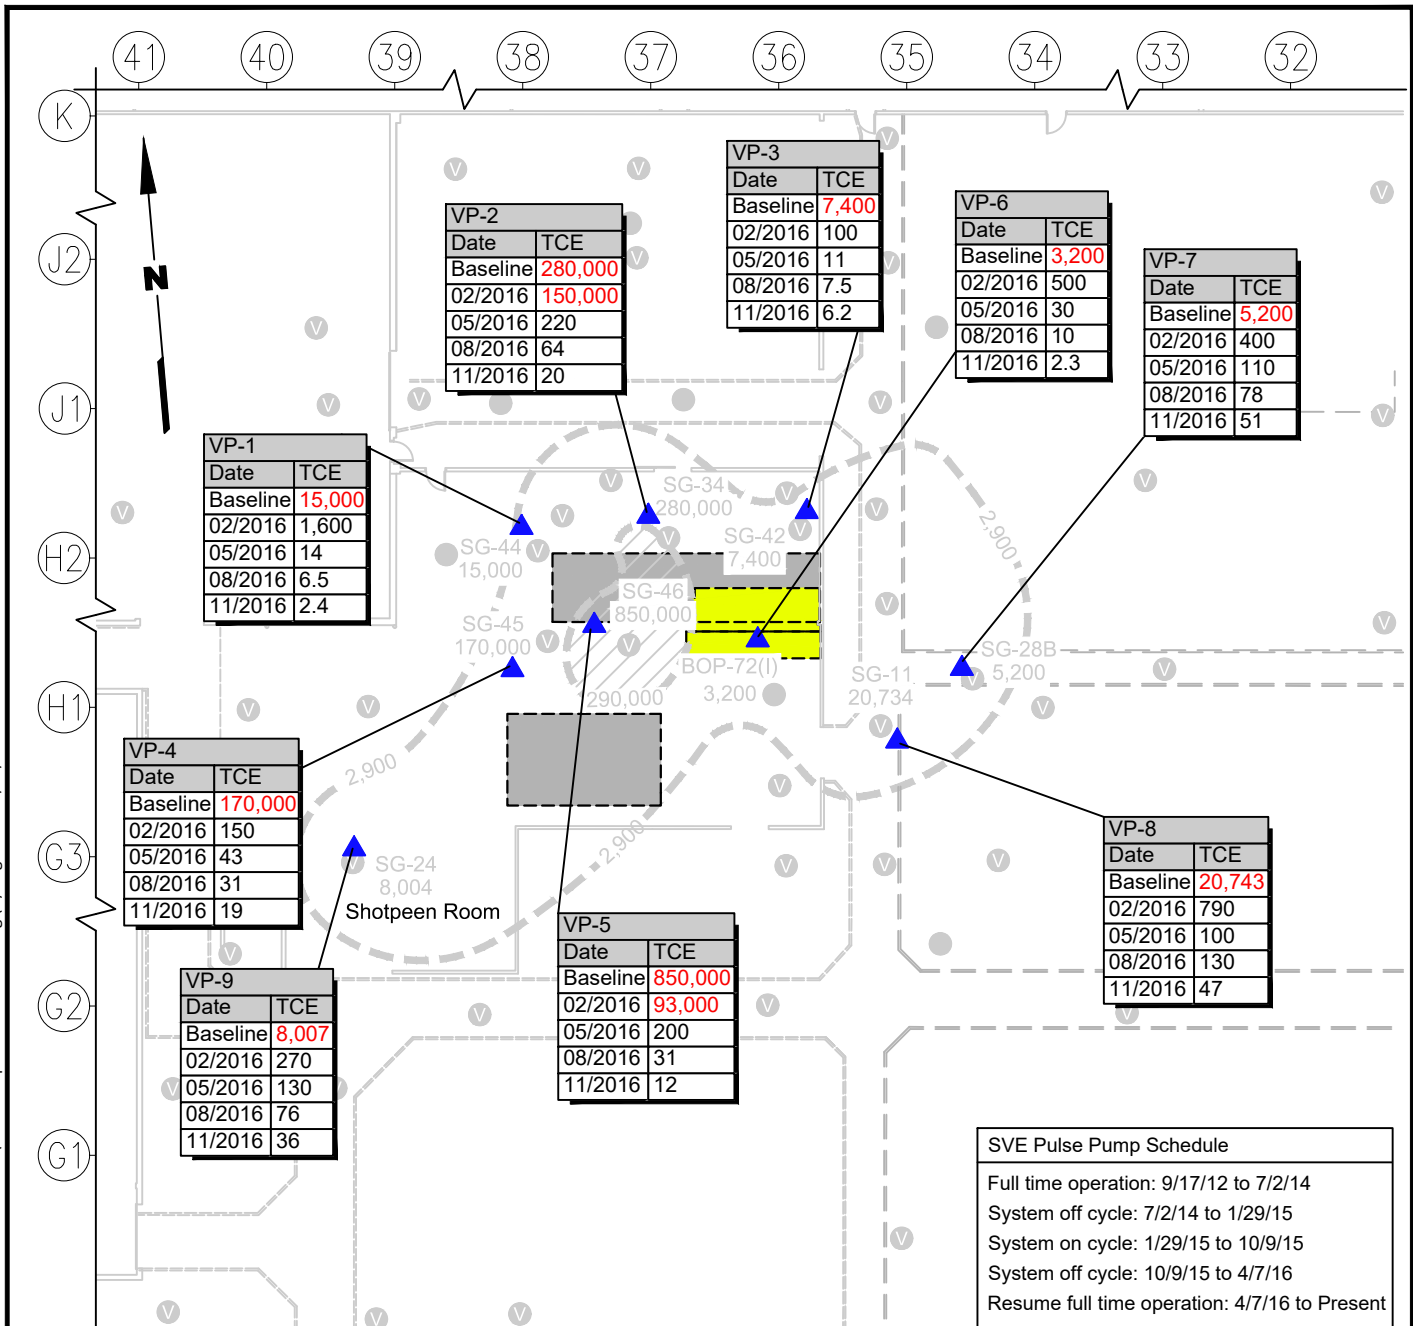 41 40 39 38 37 36 35 34 33 32
K
J2
J1
H2
H1
G3
G2
G1
N
VP-3
Date TCE
Baseline 7,400
02/2016 100
05/2016 11
08/2016 7.5
11/2016 6.2
VP-6
Date TCE
Baseline 3,200
02/2016 500
05/2016 30
08/2016 10
11/2016 2.3
VP-2
Date TCE
Baseline 280,000
02/2016 150,000
05/2016 220
08/2016 64
11/2016 20
VP-7
Date TCE
Baseline 5,200
02/2016 400
05/2016 110
08/2016 78
11/2016 51
VP-1
Date TCE
Baseline 15,000
02/2016 1,600
05/2016 14
08/2016 6.5
11/2016 2.4
SG-34
280,000
SG-42
7,400
SG-44
15,000
SG-46
850,000
SG-45
170,000
290,000
BOP-72(I)
3,200
SG-11
20,734
SG-28B
5,200
2,900
2,900
2,900
SG-24
8,004
Shotpeen Room
VP-4
Date TCE
Baseline 170,000
02/2016 150
05/2016 43
08/2016 31
11/2016 19
VP-8
Date TCE
Baseline 20,743
02/2016 790
05/2016 100
08/2016 130
11/2016 47
VP-5
Date TCE
Baseline 850,000
02/2016 93,000
05/2016 200
08/2016 31
11/2016 12
VP-9
Date TCE
Baseline 8,007
02/2016 270
05/2016 130
08/2016 76
11/2016 36
SVE Pulse Pump Schedule
Full time operation: 9/17/12 to 7/2/14
System off cycle: 7/2/14 to 1/29/15
System on cycle: 1/29/15 to 10/9/15
System off cycle: 10/9/15 to 4/7/16
Resume full time operation: 4/7/16 to Present